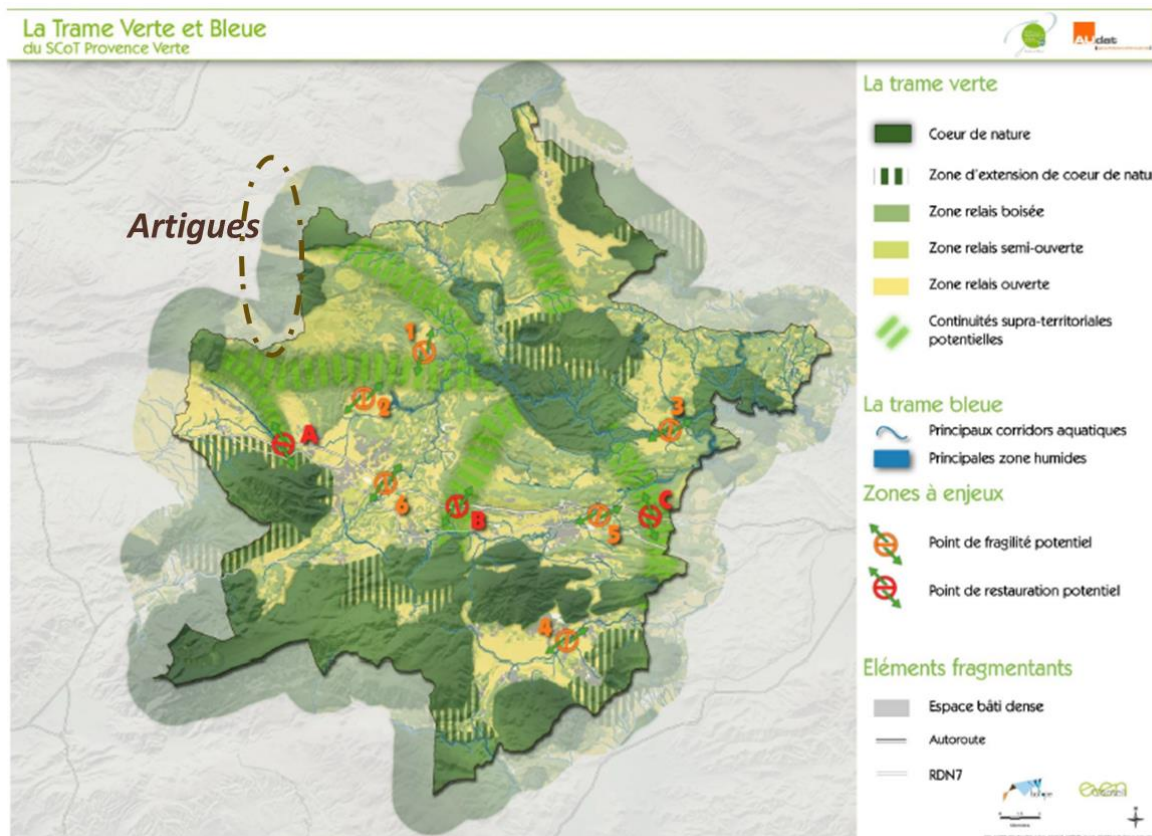 La Trame Verte et Bleue
du SCoT Provence Verte
AUdat
Artigues
1
2
3
A
6
B
5
C
4
La trame verte
Coeur de nature
Zone d'extension de coeur de natu
Zone relais boisée
Zone relais semi-ouverte
Zone relais ouverte
Continuités supra-territoriales
potentielles
La trame bleue
Principaux corridors aquatiques
Principales zone humides
Zones à enjeux
Point de fragilité potentiel
Point de restauration potentiel
Eléments fragmentants
Espace bâti dense
Autoroute
RDN7